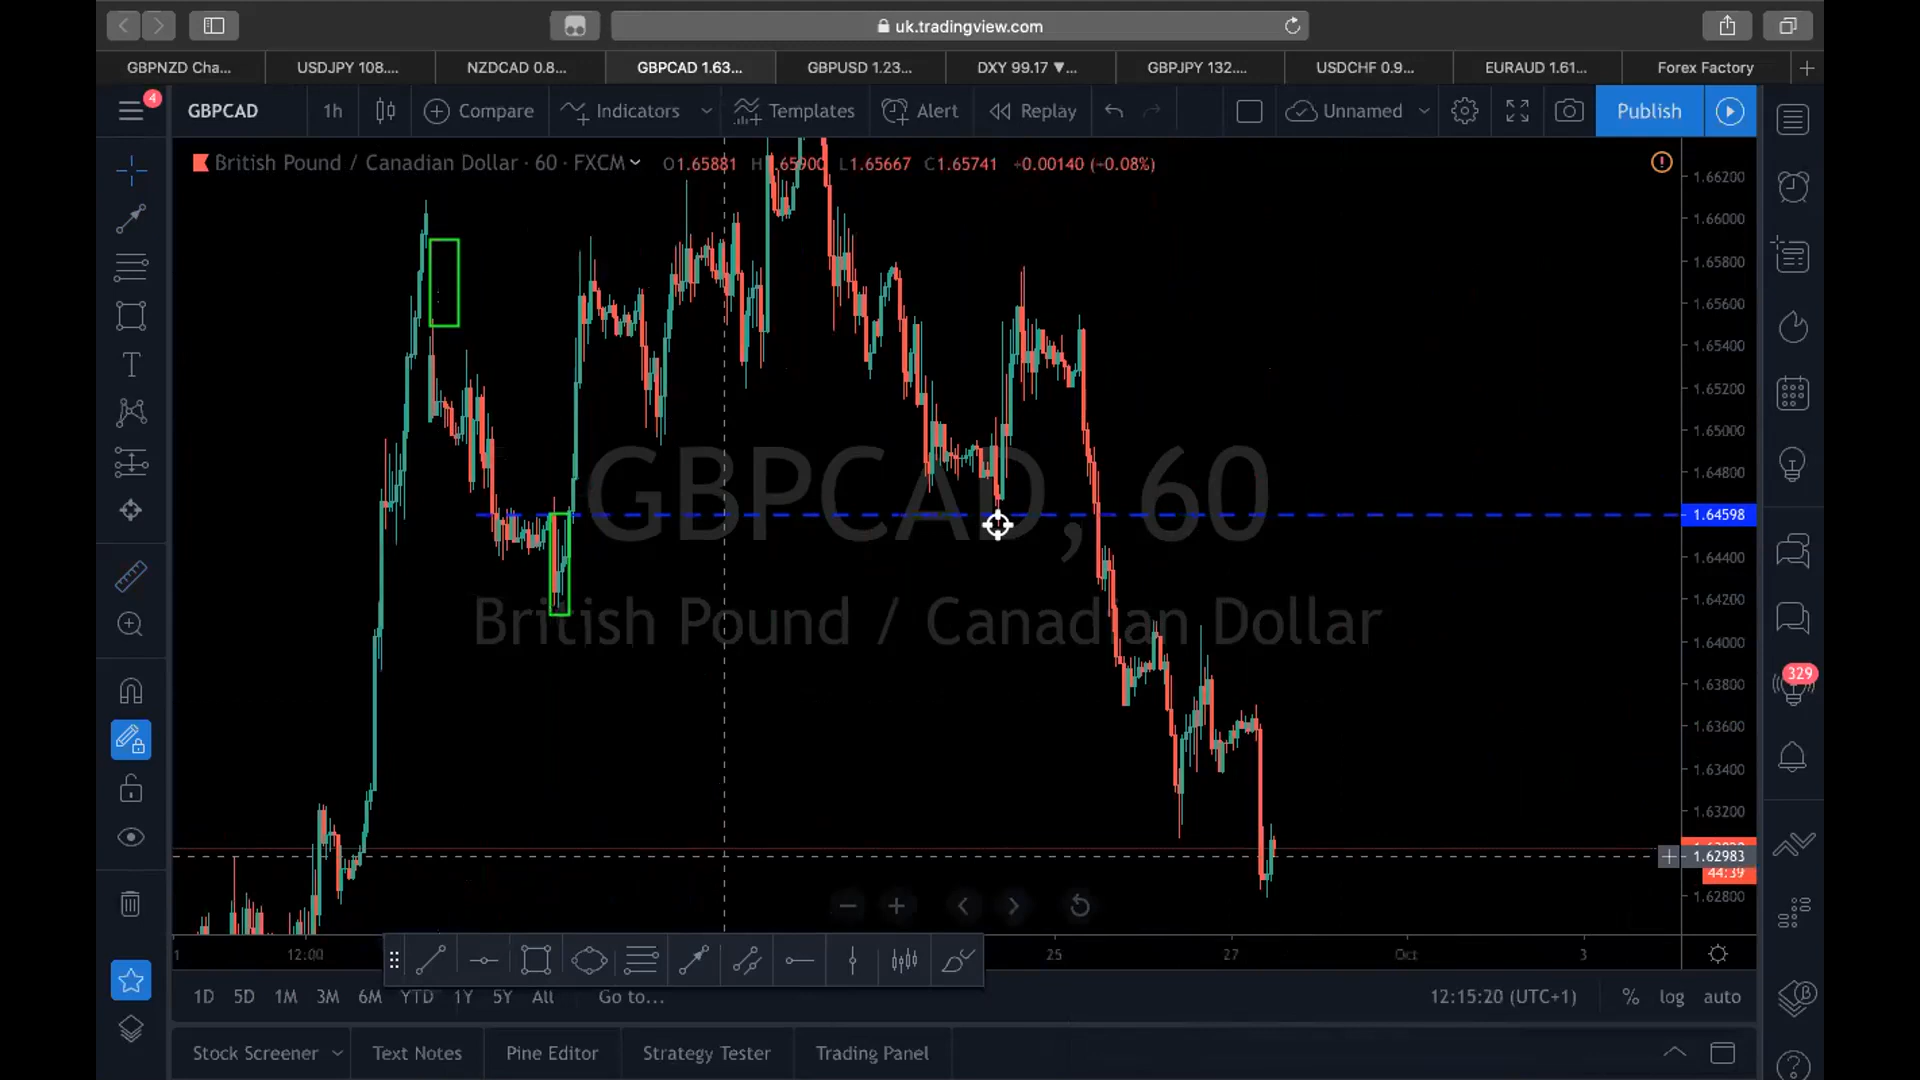 uk.tradingview.com
GBPNZD Cha... USDJPY 108.... NZDCAD 0.8... GBPCAD 1.63... GBPUSD 1.23... DXY 99.17 ▼... GBPJPY 132.... USDCHF 0.9... EURAUD 1.61... Forex Factory
4
GBPCAD 1h Compare Indicators Templates Alert Replay Unnamed Publish
British Pound / Canadian Dollar · 60 · FXCM O1.65881 H1.65900 L1.65667 C1.65741 +0.00140 (+0.08%)
1.66200
1.66000
1.65800
1.65600
1.65400
1.65200
1.65000
1.64800
1.64598
1.64400
1.64200
1.64000
1.63800
1.63600
1.63400
1.63200
1.62983
44:39
1.62800
GBPCAD, 60
British Pound / Canadian Dollar
329
12:00 25 27 Oct 3
1D 5D 1M 3M 6M YTD 1Y 5Y All Go to... 12:15:20 (UTC+1) % log auto
Stock Screener Text Notes Pine Editor Strategy Tester Trading Panel